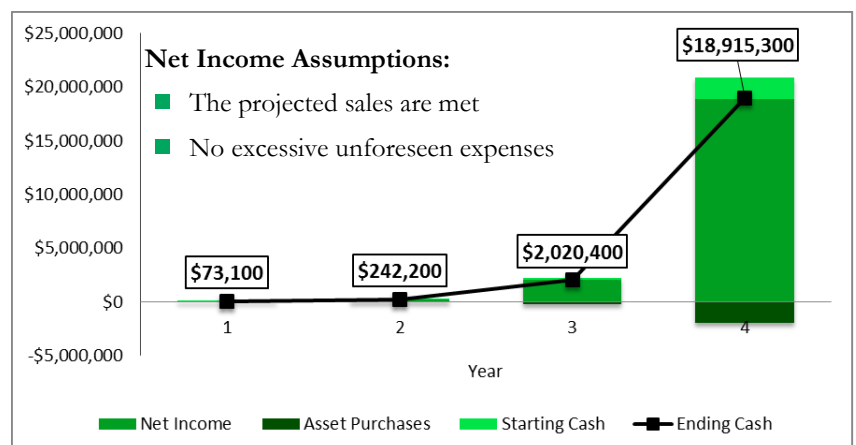 $25,000,000
$18,915,300
Net Income Assumptions:
$20,000,000
The projected sales are met
$15,000,000
No excessive unforeseen expenses
$10,000,000
$5,000,000
$2,020,400
$242,200
$73,100
$0
1 2 3 4
-$5,000,000
Year
Net Income Asset Purchases Starting Cash Ending Cash